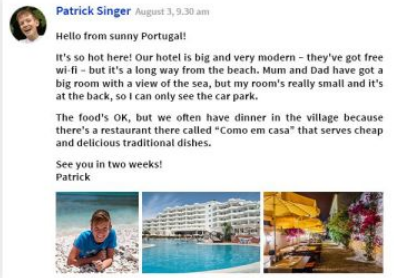 Patrick Singer August 3, 9.30 am
Hello from sunny Portugal!
It's so hot here! Our hotel is big and very modern – they've got free
wi-fi – but it's a long way from the beach. Mum and Dad have got a
big room with a view of the sea, but my room's really small and it's
at the back, so I can only see the car park.
The food's OK, but we often have dinner in the village because
there's a restaurant there called “Como em casa” that serves cheap
and delicious traditional dishes.
See you in two weeks!
Patrick